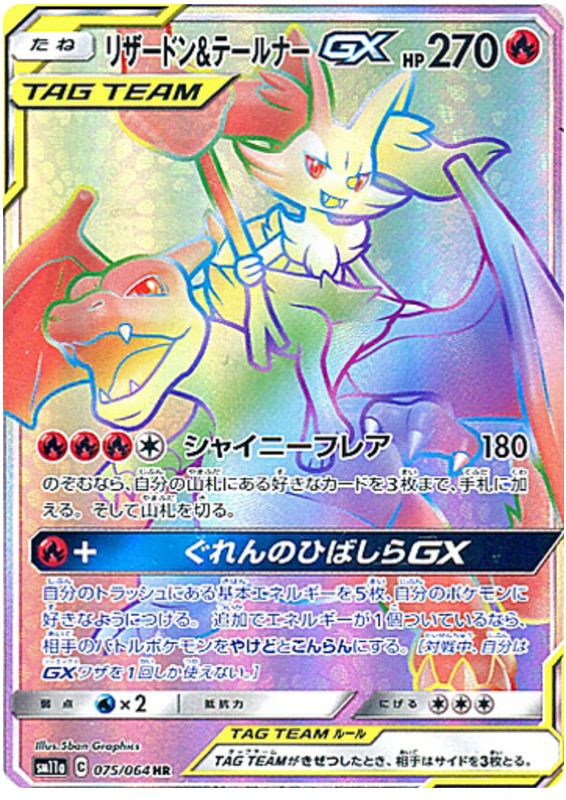 たね リザードン&テールナーGX HP270
TAG TEAM
シャイニーフレア 180
のぞむなら、自分の山札にある好きなカードを3枚まで、手札に加
える。そして山札を切る。
+ ぐれんのひばしらGX
自分のトラッシュにある基本エネルギーを5枚、自分のポケモンに
好きなようにつける。追加でエネルギーが1個ついているなら、
相手のバトルポケモンをやけどとこんらんにする。[対戦中、自分は
GXワザを1回しか使えない。]
弱点 ×2 抵抗力 にげる
Illus. 5ban Graphics
TAG TEAM ルール
sm11a C 075/064 HR
TAG TEAMがきぜつしたとき、相手はサイドを3枚とる。